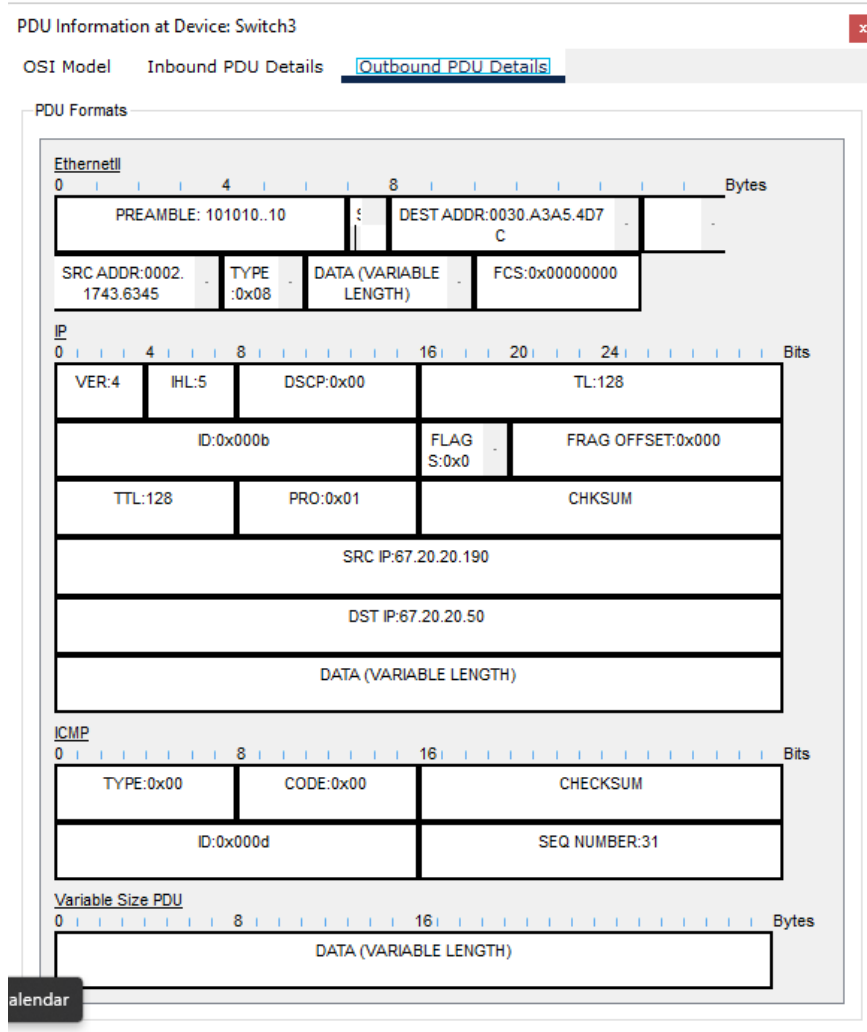 PDU Information at Device: Switch3
x
OSI Model Inbound PDU Details Outbound PDU Details
PDU Formats
EthernetII
0 4 8 Bytes
PREAMBLE: 101010..10
DEST ADDR:0030.A3A5.4D7
C
SRC ADDR:0002.
1743.6345
TYPE
:0x08
DATA (VARIABLE
LENGTH)
FCS:0x00000000
IP
0 4 8 16 20 24 Bits
VER:4 IHL:5 DSCP:0x00 TL:128
ID:0x000b
FLAG
S:0x0
FRAG OFFSET:0x000
TTL:128 PRO:0x01 CHKSUM
SRC IP:67.20.20.190
DST IP:67.20.20.50
DATA (VARIABLE LENGTH)
ICMP
0 8 16 Bits
TYPE:0x00 CODE:0x00 CHECKSUM
ID:0x000d SEQ NUMBER:31
Variable Size PDU
0 8 16 Bytes
DATA (VARIABLE LENGTH)
alendar